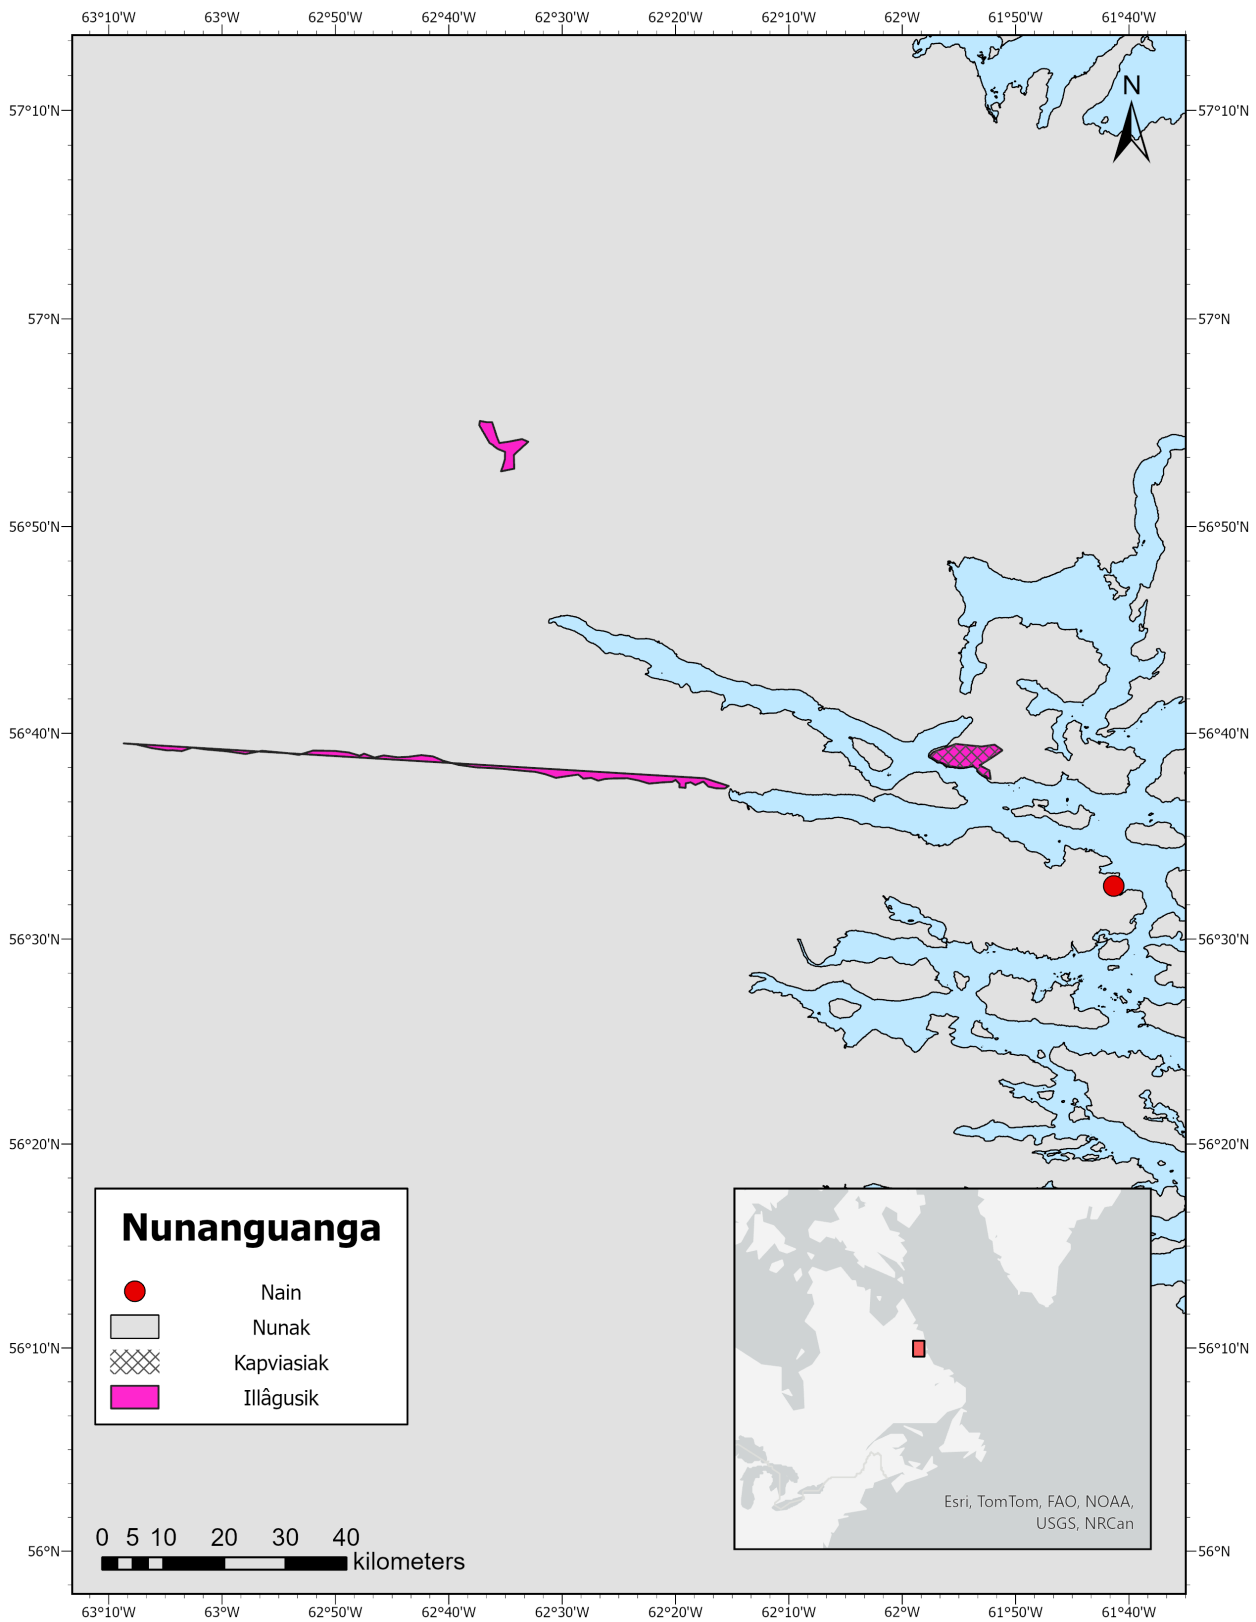 63°10'W 63°W 62°50'W 62°40'W 62°30'W 62°20'W 62°10'W 62°W 61°50'W 61°40'W
N
57°10'N 57°10'N
57°N 57°N
56°50'N 56°50'N
56°40'N 56°40'N
56°30'N 56°30'N
56°20'N 56°20'N
Nunanguanga
Nain
Nunak
56°10'N 56°10'N
Kapviasiak
Illâgusik
Esri, TomTom, FAO, NOAA,
USGS, NRCan
0 5 10 20 30 40
kilometers
56°N 56°N
63°10'W 63°W 62°50'W 62°40'W 62°30'W 62°20'W 62°10'W 62°W 61°50'W 61°40'W